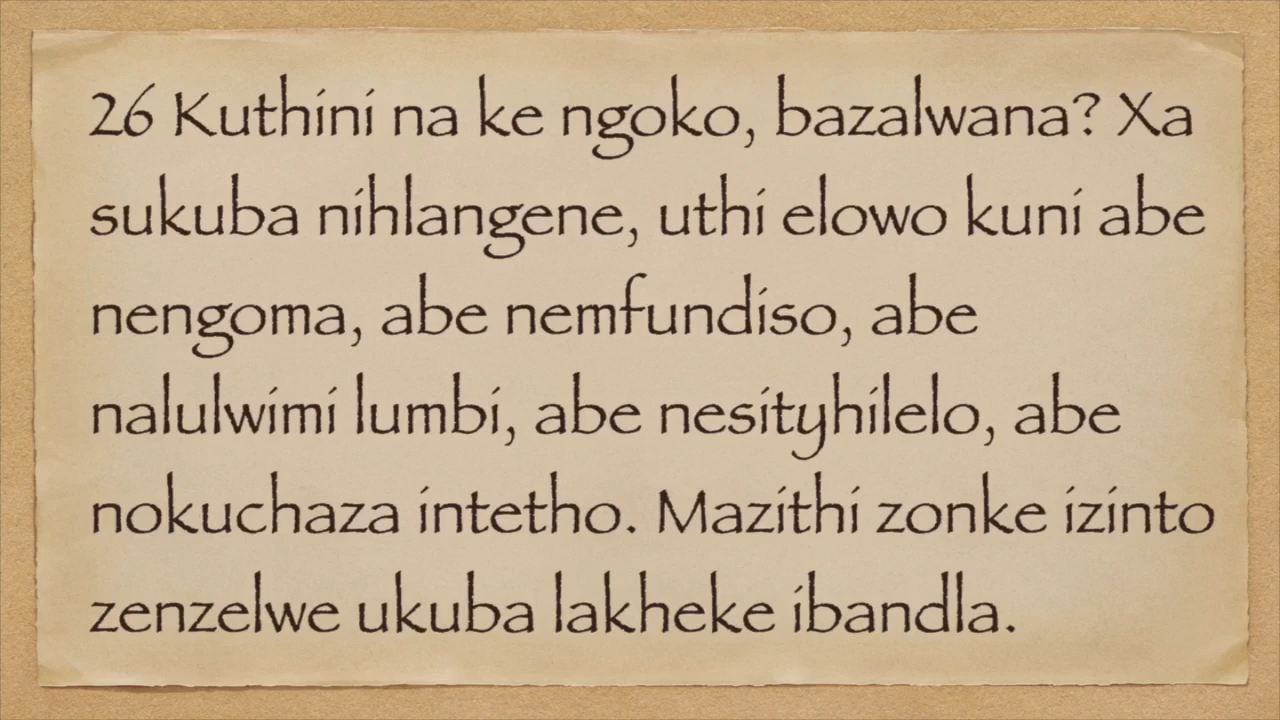 26 Kuthini na ke ngoko, bazalwana? Xa
sukuba nihlangene, uthi elowo kuni abe
nengoma, abe nemfundiso, abe
nalulwimi lumbi, abe nesityhilelo, abe
nokuchaza intetho. Mazithi zonke izinto
zenzelwe ukuba lakheke ibandla.